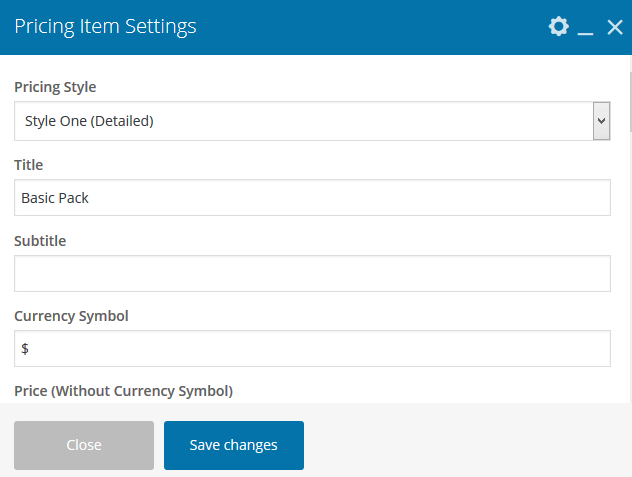 Pricing Item Settings
Pricing Style
Style One (Detailed)
Title
Basic Pack
Subtitle
Currency Symbol
$
Price (Without Currency Symbol)
Close
Save changes